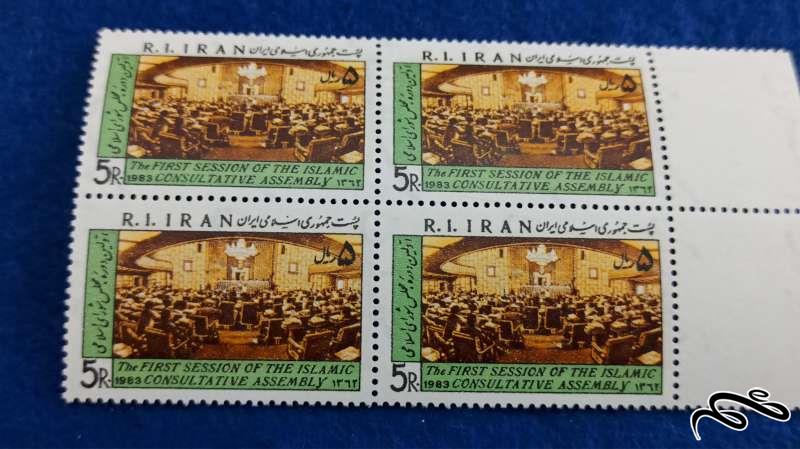 R.I.IRAN پست جمهوری اسلامی ایران
۵ ریال
اولین دوره مجلس شورای اسلامی
The FIRST SESSION OF THE ISLAMIC
5R. 1983 CONSULTATIVE ASSEMBLY ۱۳۶۲
R.I.IRAN پست جمهوری اسلامی ایران
۵ ریال
اولین دوره مجلس شورای اسلامی
The FIRST SESSION OF THE ISLAMIC
5R. 1983 CONSULTATIVE ASSEMBLY ۱۳۶۲
R.I.IRAN پست جمهوری اسلامی ایران
۵ ریال
اولین دوره مجلس شورای اسلامی
The FIRST SESSION OF THE ISLAMIC
5R. 1983 CONSULTATIVE ASSEMBLY ۱۳۶۲
R.I.IRAN پست جمهوری اسلامی ایران
۵ ریال
اولین دوره مجلس شورای اسلامی
The FIRST SESSION OF THE ISLAMIC
5R. 1983 CONSULTATIVE ASSEMBLY ۱۳۶۲